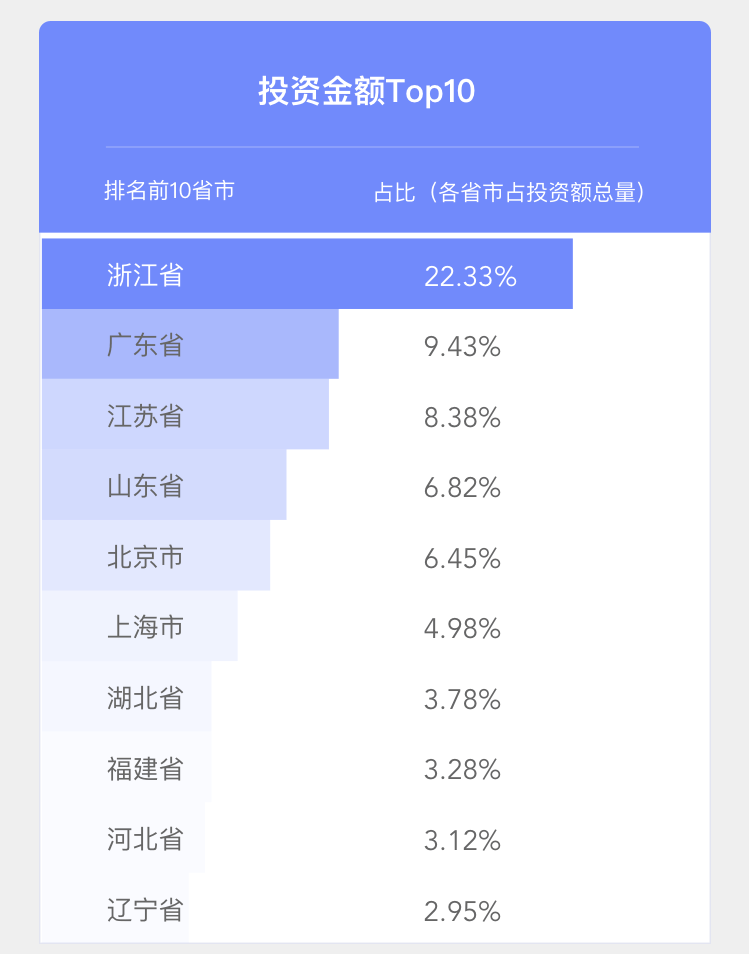 投资金额Top10
排名前10省市 占比（各省市占投资额总量）
浙江省 22.33%
广东省 9.43%
江苏省 8.38%
山东省 6.82%
北京市 6.45%
上海市 4.98%
湖北省 3.78%
福建省 3.28%
河北省 3.12%
辽宁省 2.95%